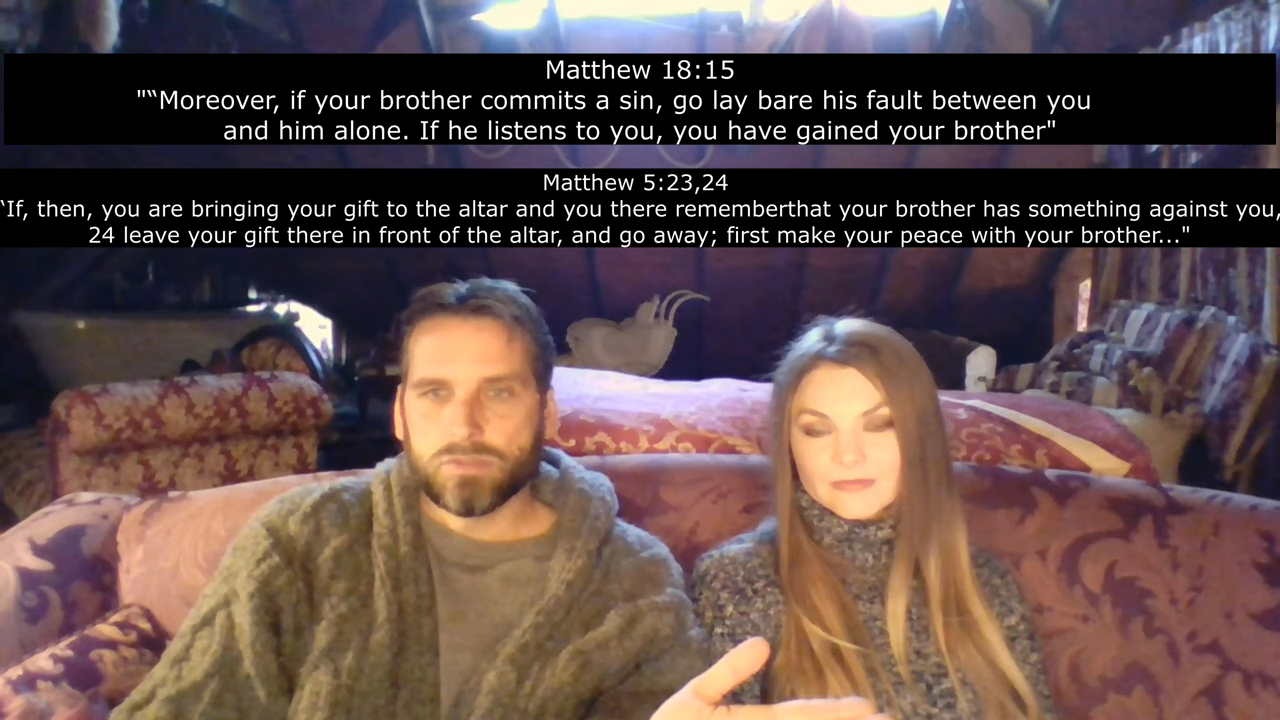 Matthew 18:15
"“Moreover, if your brother commits a sin, go lay bare his fault between you
and him alone. If he listens to you, you have gained your brother"
Matthew 5:23,24
‘If, then, you are bringing your gift to the altar and you there rememberthat your brother has something against you,
24 leave your gift there in front of the altar, and go away; first make your peace with your brother..."